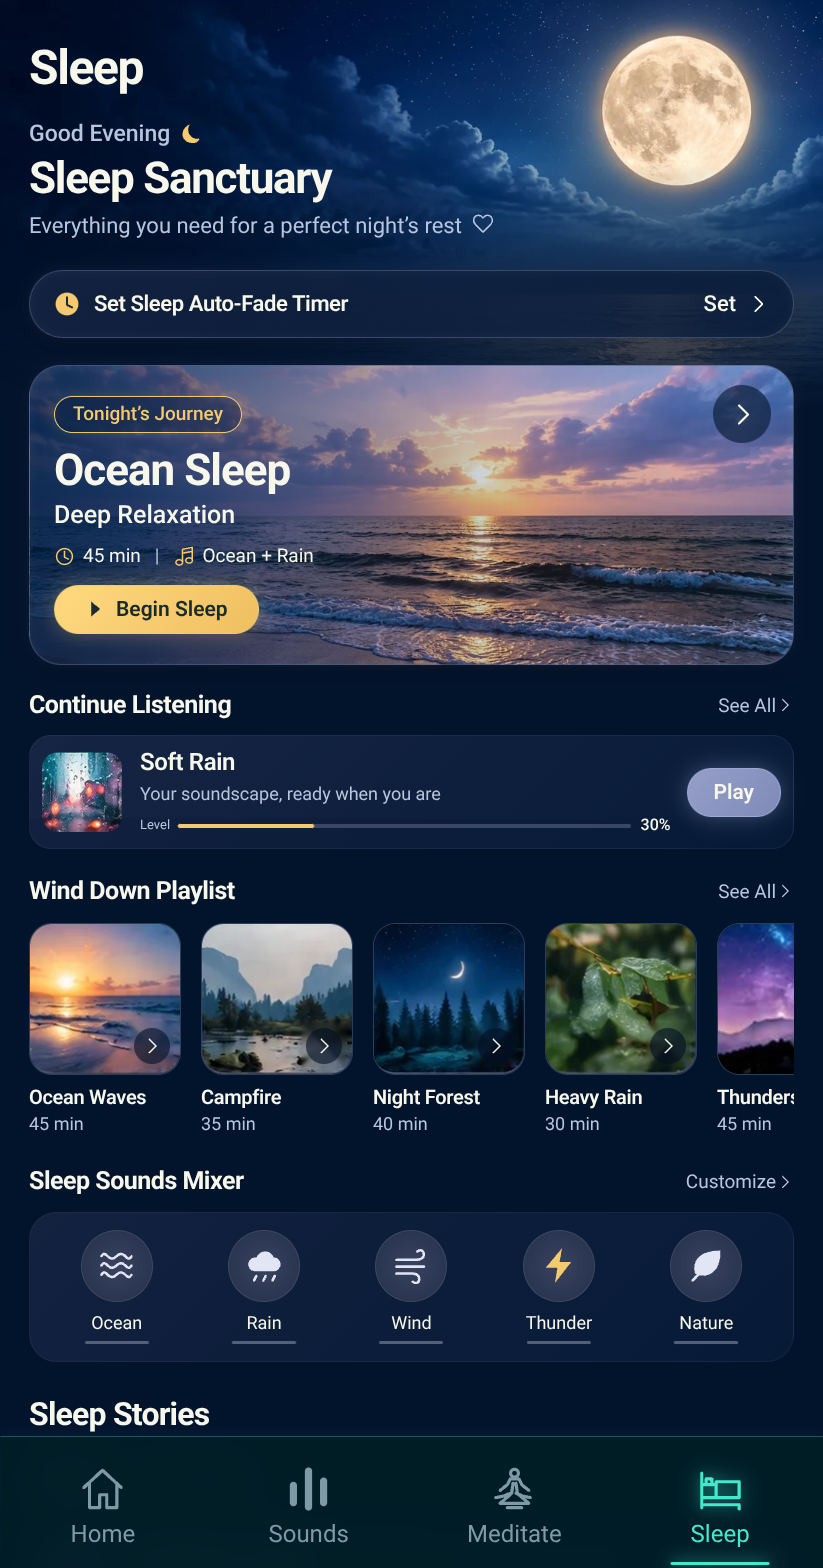 Sleep
Good Evening
Sleep Sanctuary
Everything you need for a perfect night’s rest
Set Sleep Auto-Fade Timer
Set
Tonight’s Journey
Ocean Sleep
Deep Relaxation
45 min | Ocean + Rain
Begin Sleep
Continue Listening
See All
Soft Rain
Your soundscape, ready when you are
Play
Level
30%
Wind Down Playlist
See All
Ocean Waves
45 min
Campfire
35 min
Night Forest
40 min
Heavy Rain
30 min
Thunders
45 min
Sleep Sounds Mixer
Customize
Ocean
Rain
Wind
Thunder
Nature
Sleep Stories
Home
Sounds
Meditate
Sleep